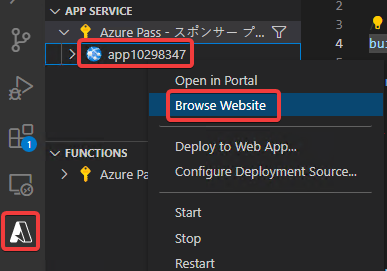 APP SERVICE
Azure Pass - スポンサー プ...
app10298347
Open in Portal
Browse Website
Deploy to Web App...
Configure Deployment Source...
Start
Stop
Restart
FUNCTIONS
Azure Pa
1
2
3
4
bu